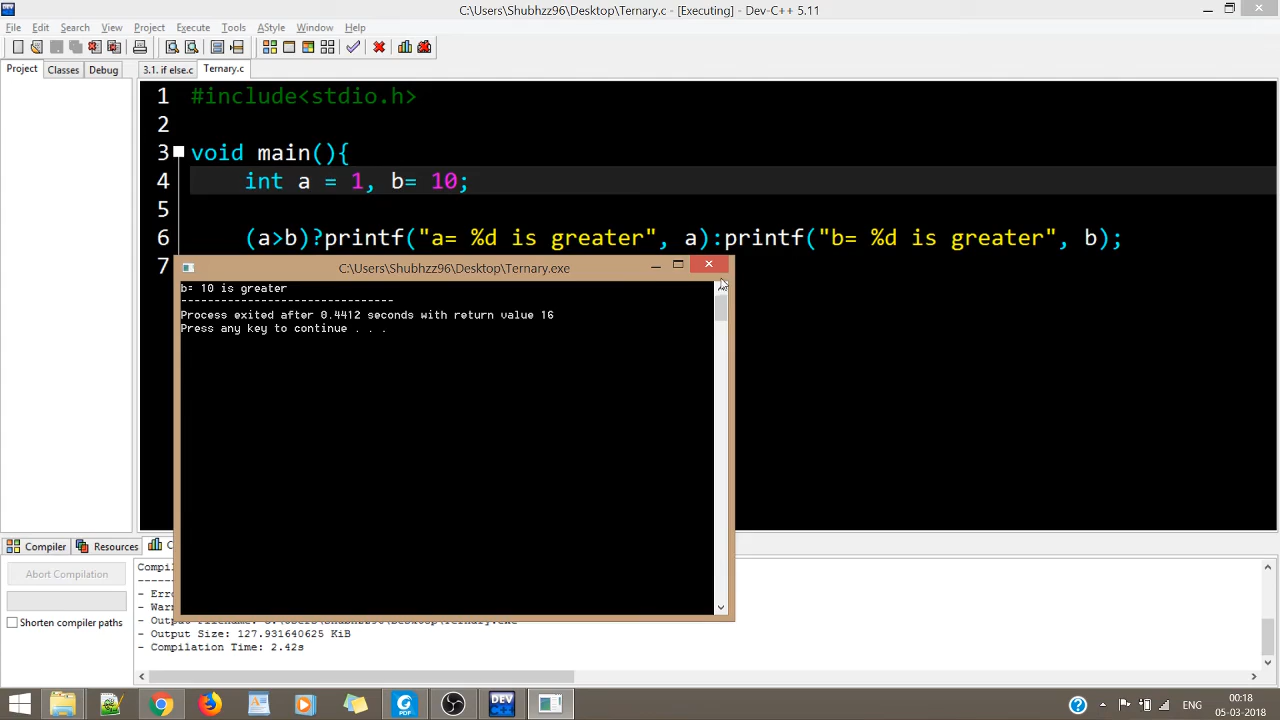 C:\Users\Shubhzz96\Desktop\Ternary.c - [Executing] - Dev-C++ 5.11
File Edit Search View Project Execute Tools AStyle Window Help
Project Classes Debug 3.1. if else.c Ternary.c
1 #include<stdio.h>
2
3 void main(){
4 int a = 1, b= 10;
5
6 (a>b)?printf("a= %d is greater", a):printf("b= %d is greater", b);
7
C:\Users\Shubhzz96\Desktop\Ternary.exe
b= 10 is greater
--------------------------------
Process exited after 0.4412 seconds with return value 16
Press any key to continue . . .
Compiler Resources
Abort Compilation
Shorten compiler paths
- Output Size: 127.931640625 KiB
- Compilation Time: 2.42s
PDF
DEV
ENG
00:18
05-03-2018